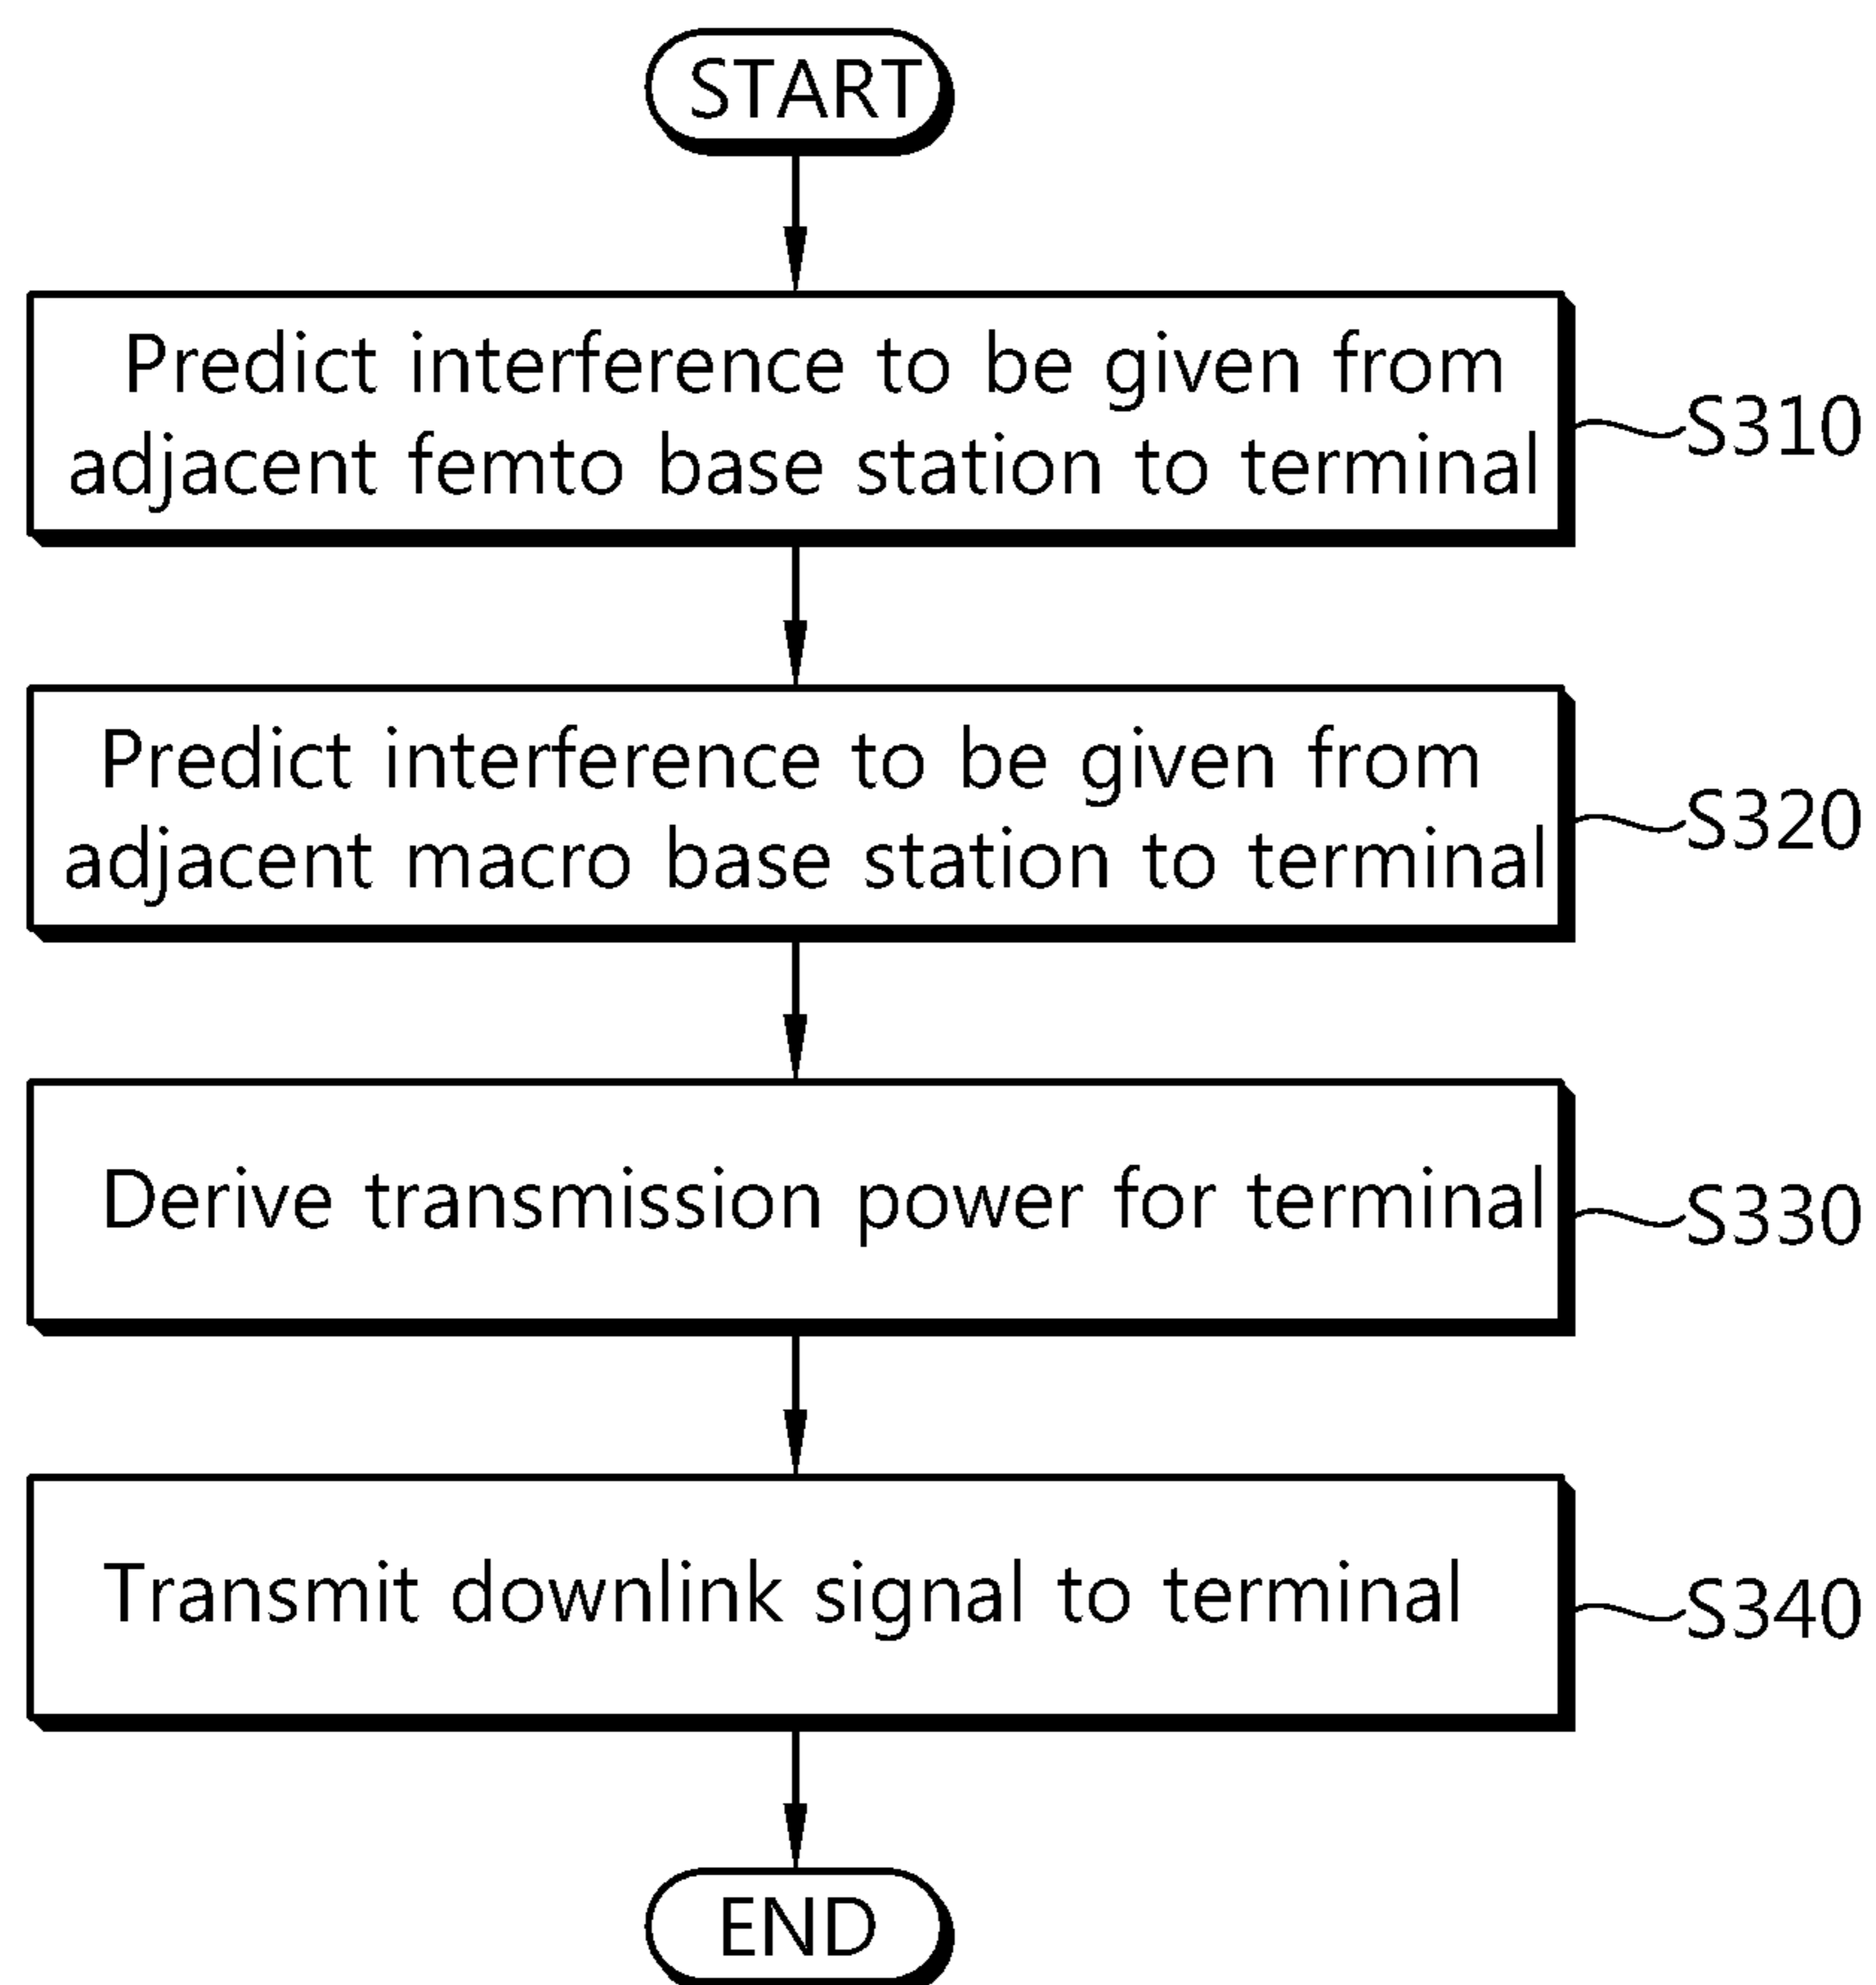 START
Predict interference to be given from
adjacent femto base station to terminal
S310
Predict interference to be given from
adjacent macro base station to terminal
S320
Derive transmission power for terminal
S330
Transmit downlink signal to terminal
S340
END